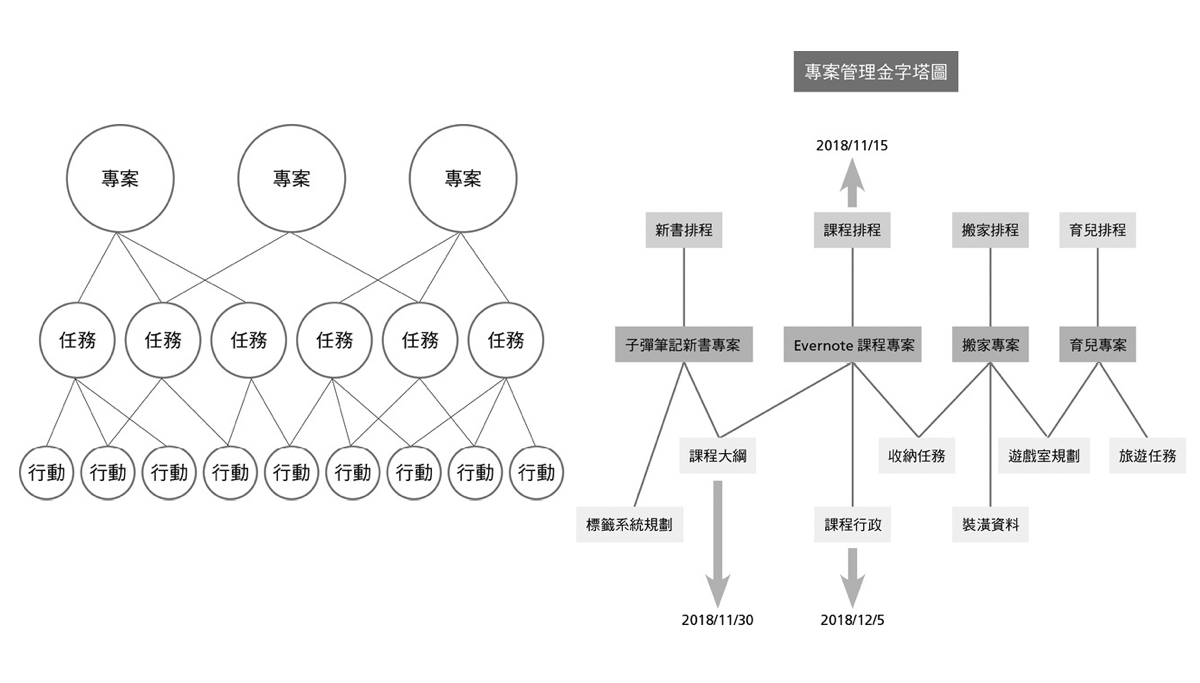 專案
專案
專案
任務
任務
任務
任務
任務
任務
行動
行動
行動
行動
行動
行動
行動
行動
行動
專案管理金字塔圖
2018/11/15
新書排程
課程排程
搬家排程
育兒排程
子彈筆記新書專案
Evernote 課程專案
搬家專案
育兒專案
課程大綱
收納任務
遊戲室規劃
旅遊任務
標籤系統規劃
課程行政
裝潢資料
2018/11/30
2018/12/5